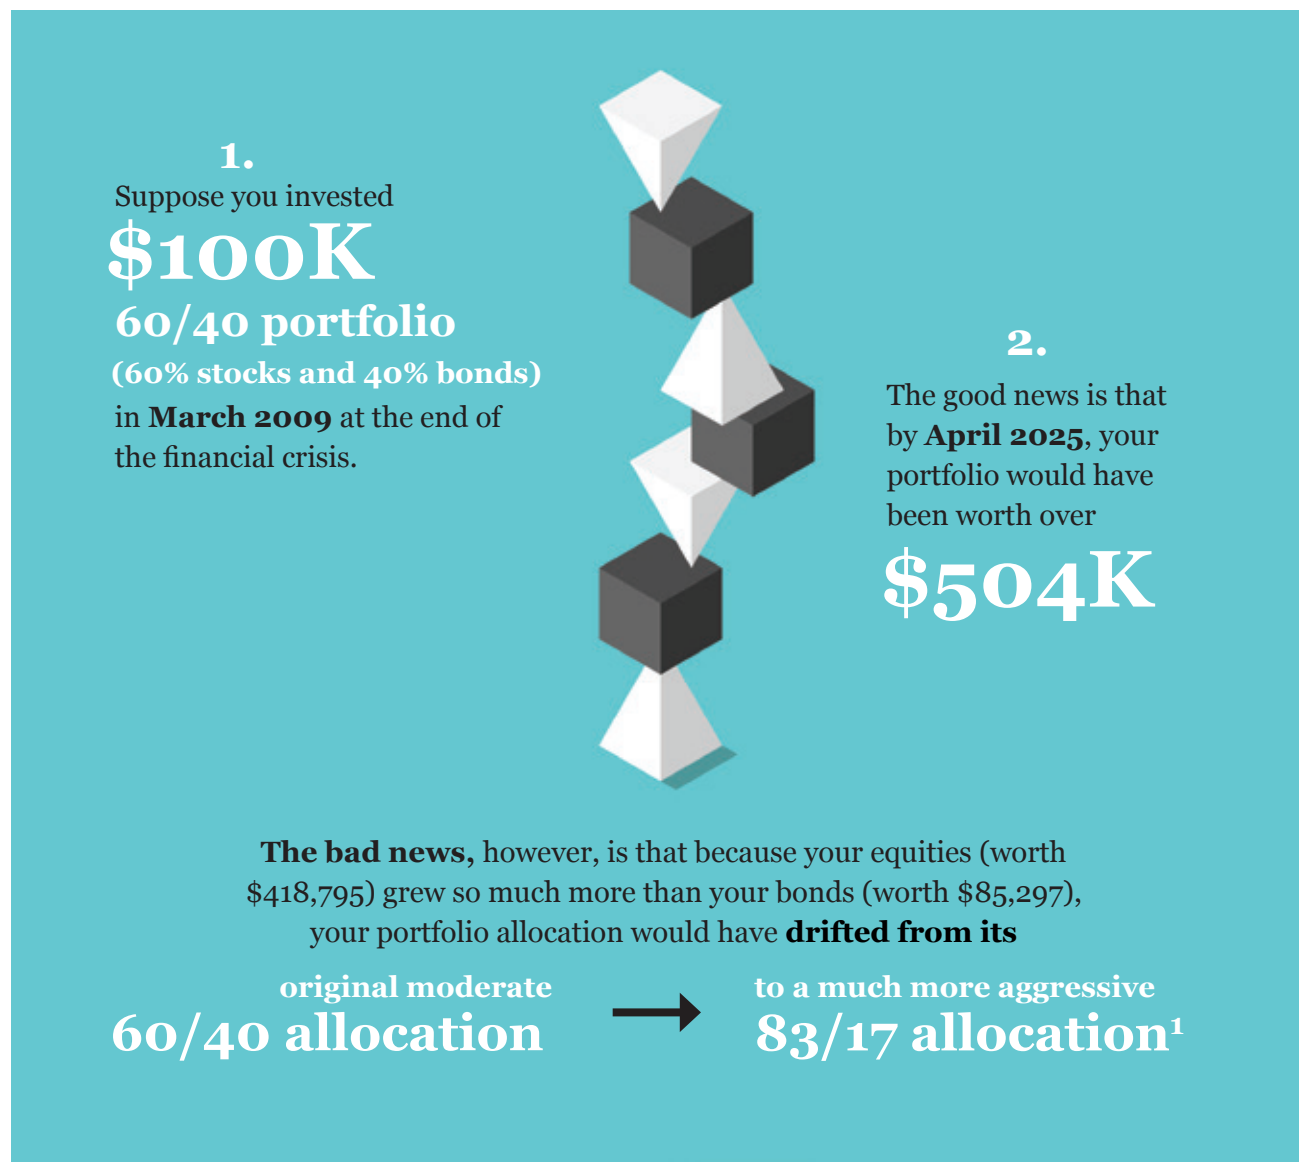 1.
Suppose you invested
$100K
60/40 portfolio
(60% stocks and 40% bonds)
in March 2009 at the end of
the financial crisis.
2.
The good news is that
by April 2025, your
portfolio would have
been worth over
$504K
The bad news, however, is that because your equities (worth
$418,795) grew so much more than your bonds (worth $85,297),
your portfolio allocation would have drifted from its
original moderate
60/40 allocation
to a much more aggressive
83/17 allocation¹